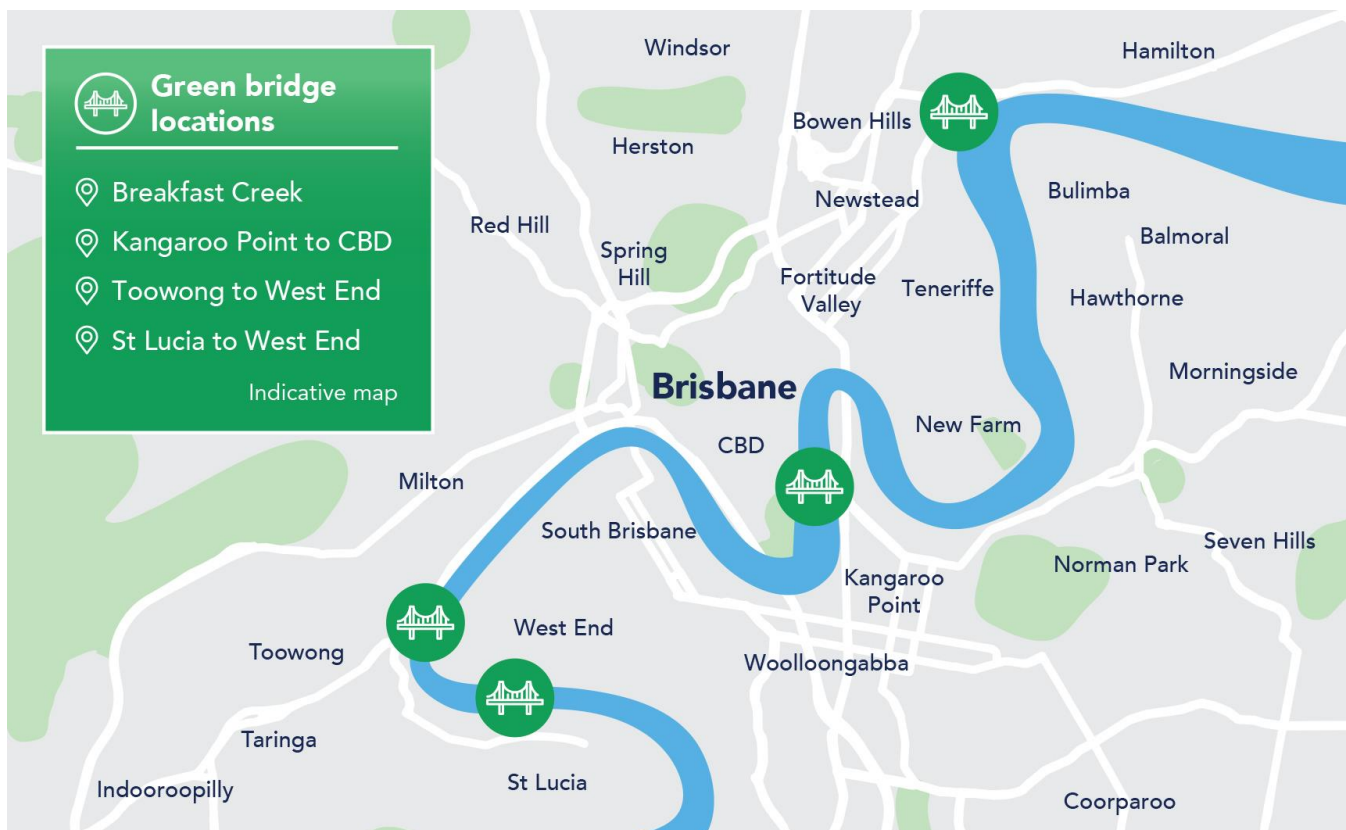 Green bridge
locations
Breakfast Creek
Kangaroo Point to CBD
Toowong to West End
St Lucia to West End
Indicative map
Windsor
Hamilton
Bowen Hills
Herston
Bulimba
Newstead
Red Hill
Balmoral
Spring
Hill
Fortitude
Valley
Teneriffe
Hawthorne
Morningside
Brisbane
New Farm
CBD
Milton
South Brisbane
Seven Hills
Norman Park
Kangaroo
Point
West End
Toowong
Woolloongabba
Taringa
St Lucia
Indooroopilly
Coorparoo